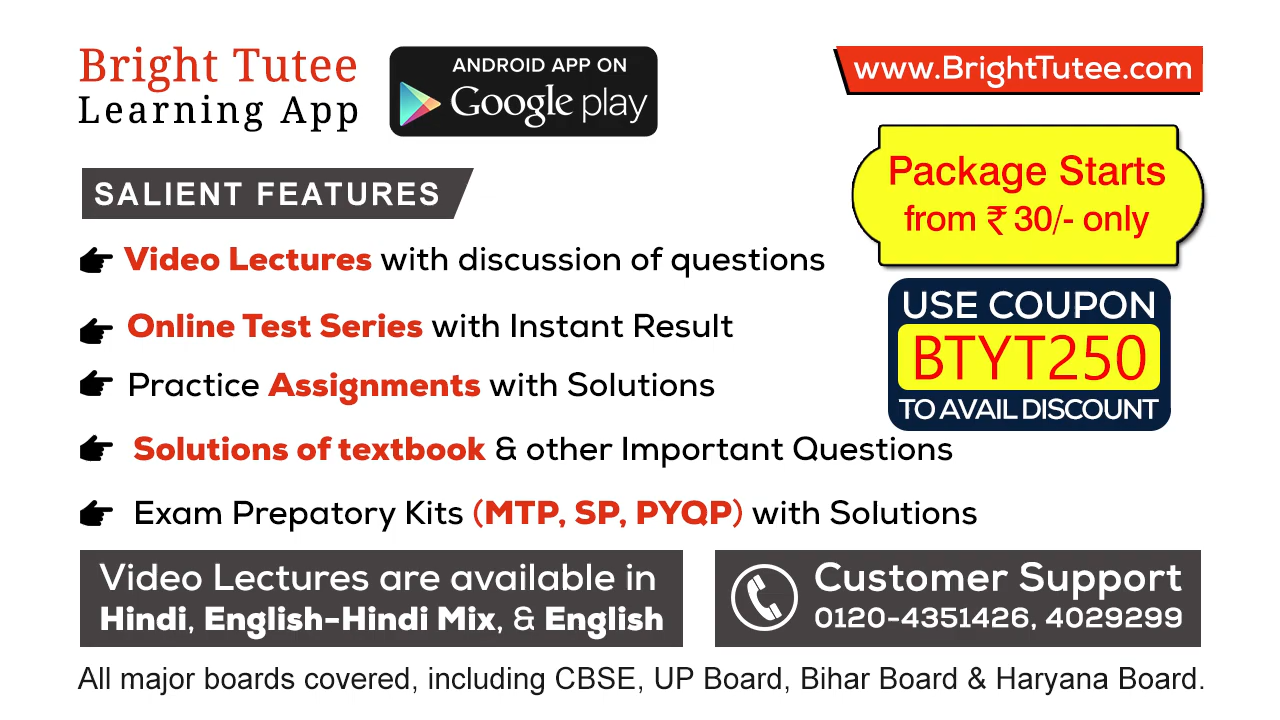 Bright Tutee
Learning App
ANDROID APP ON
Google play
www.BrightTutee.com
Package Starts
from ₹ 30/- only
USE COUPON
BTYT250
TO AVAIL DISCOUNT
SALIENT FEATURES
Video Lectures with discussion of questions
Online Test Series with Instant Result
Practice Assignments with Solutions
Solutions of textbook & other Important Questions
Exam Prepatory Kits (MTP, SP, PYQP) with Solutions
Video Lectures are available in
Hindi, English-Hindi Mix, & English
Customer Support
0120-4351426, 4029299
All major boards covered, including CBSE, UP Board, Bihar Board & Haryana Board.